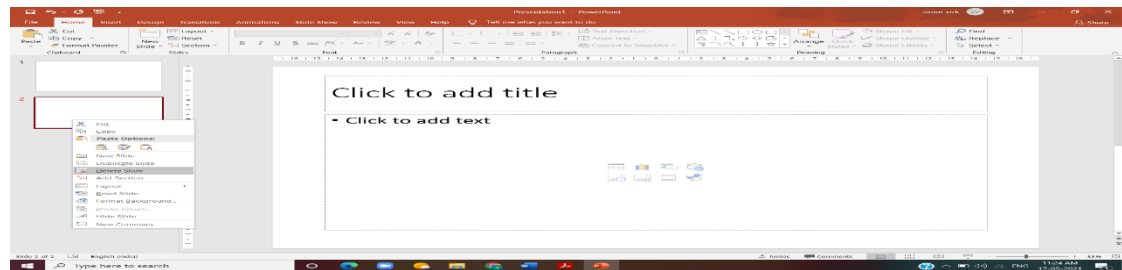 Presentation1 - PowerPoint
File Home Insert Design Transitions Animations Slide Show Review View Help Tell me what you want to do Share
Cut
Copy
Format Painter
Paste
Clipboard
New Slide
Layout
Reset
Section
Slides
Font
Text Direction
Align Text
Convert to SmartArt
Paragraph
Arrange
Quick Styles
Shape Fill
Shape Outline
Shape Effects
Drawing
Find
Replace
Select
Editing
1
2
Click to add title
• Click to add text
Cut
Copy
Paste Options:
New Slide
Duplicate Slide
Delete Slide
Add Section
Layout
Reset Slide
Format Background...
Photo Album...
Hide Slide
New Comment
Slide 2 of 2 English (India) Notes Comments
Type here to search
ENG
11:24 AM
17-05-2021